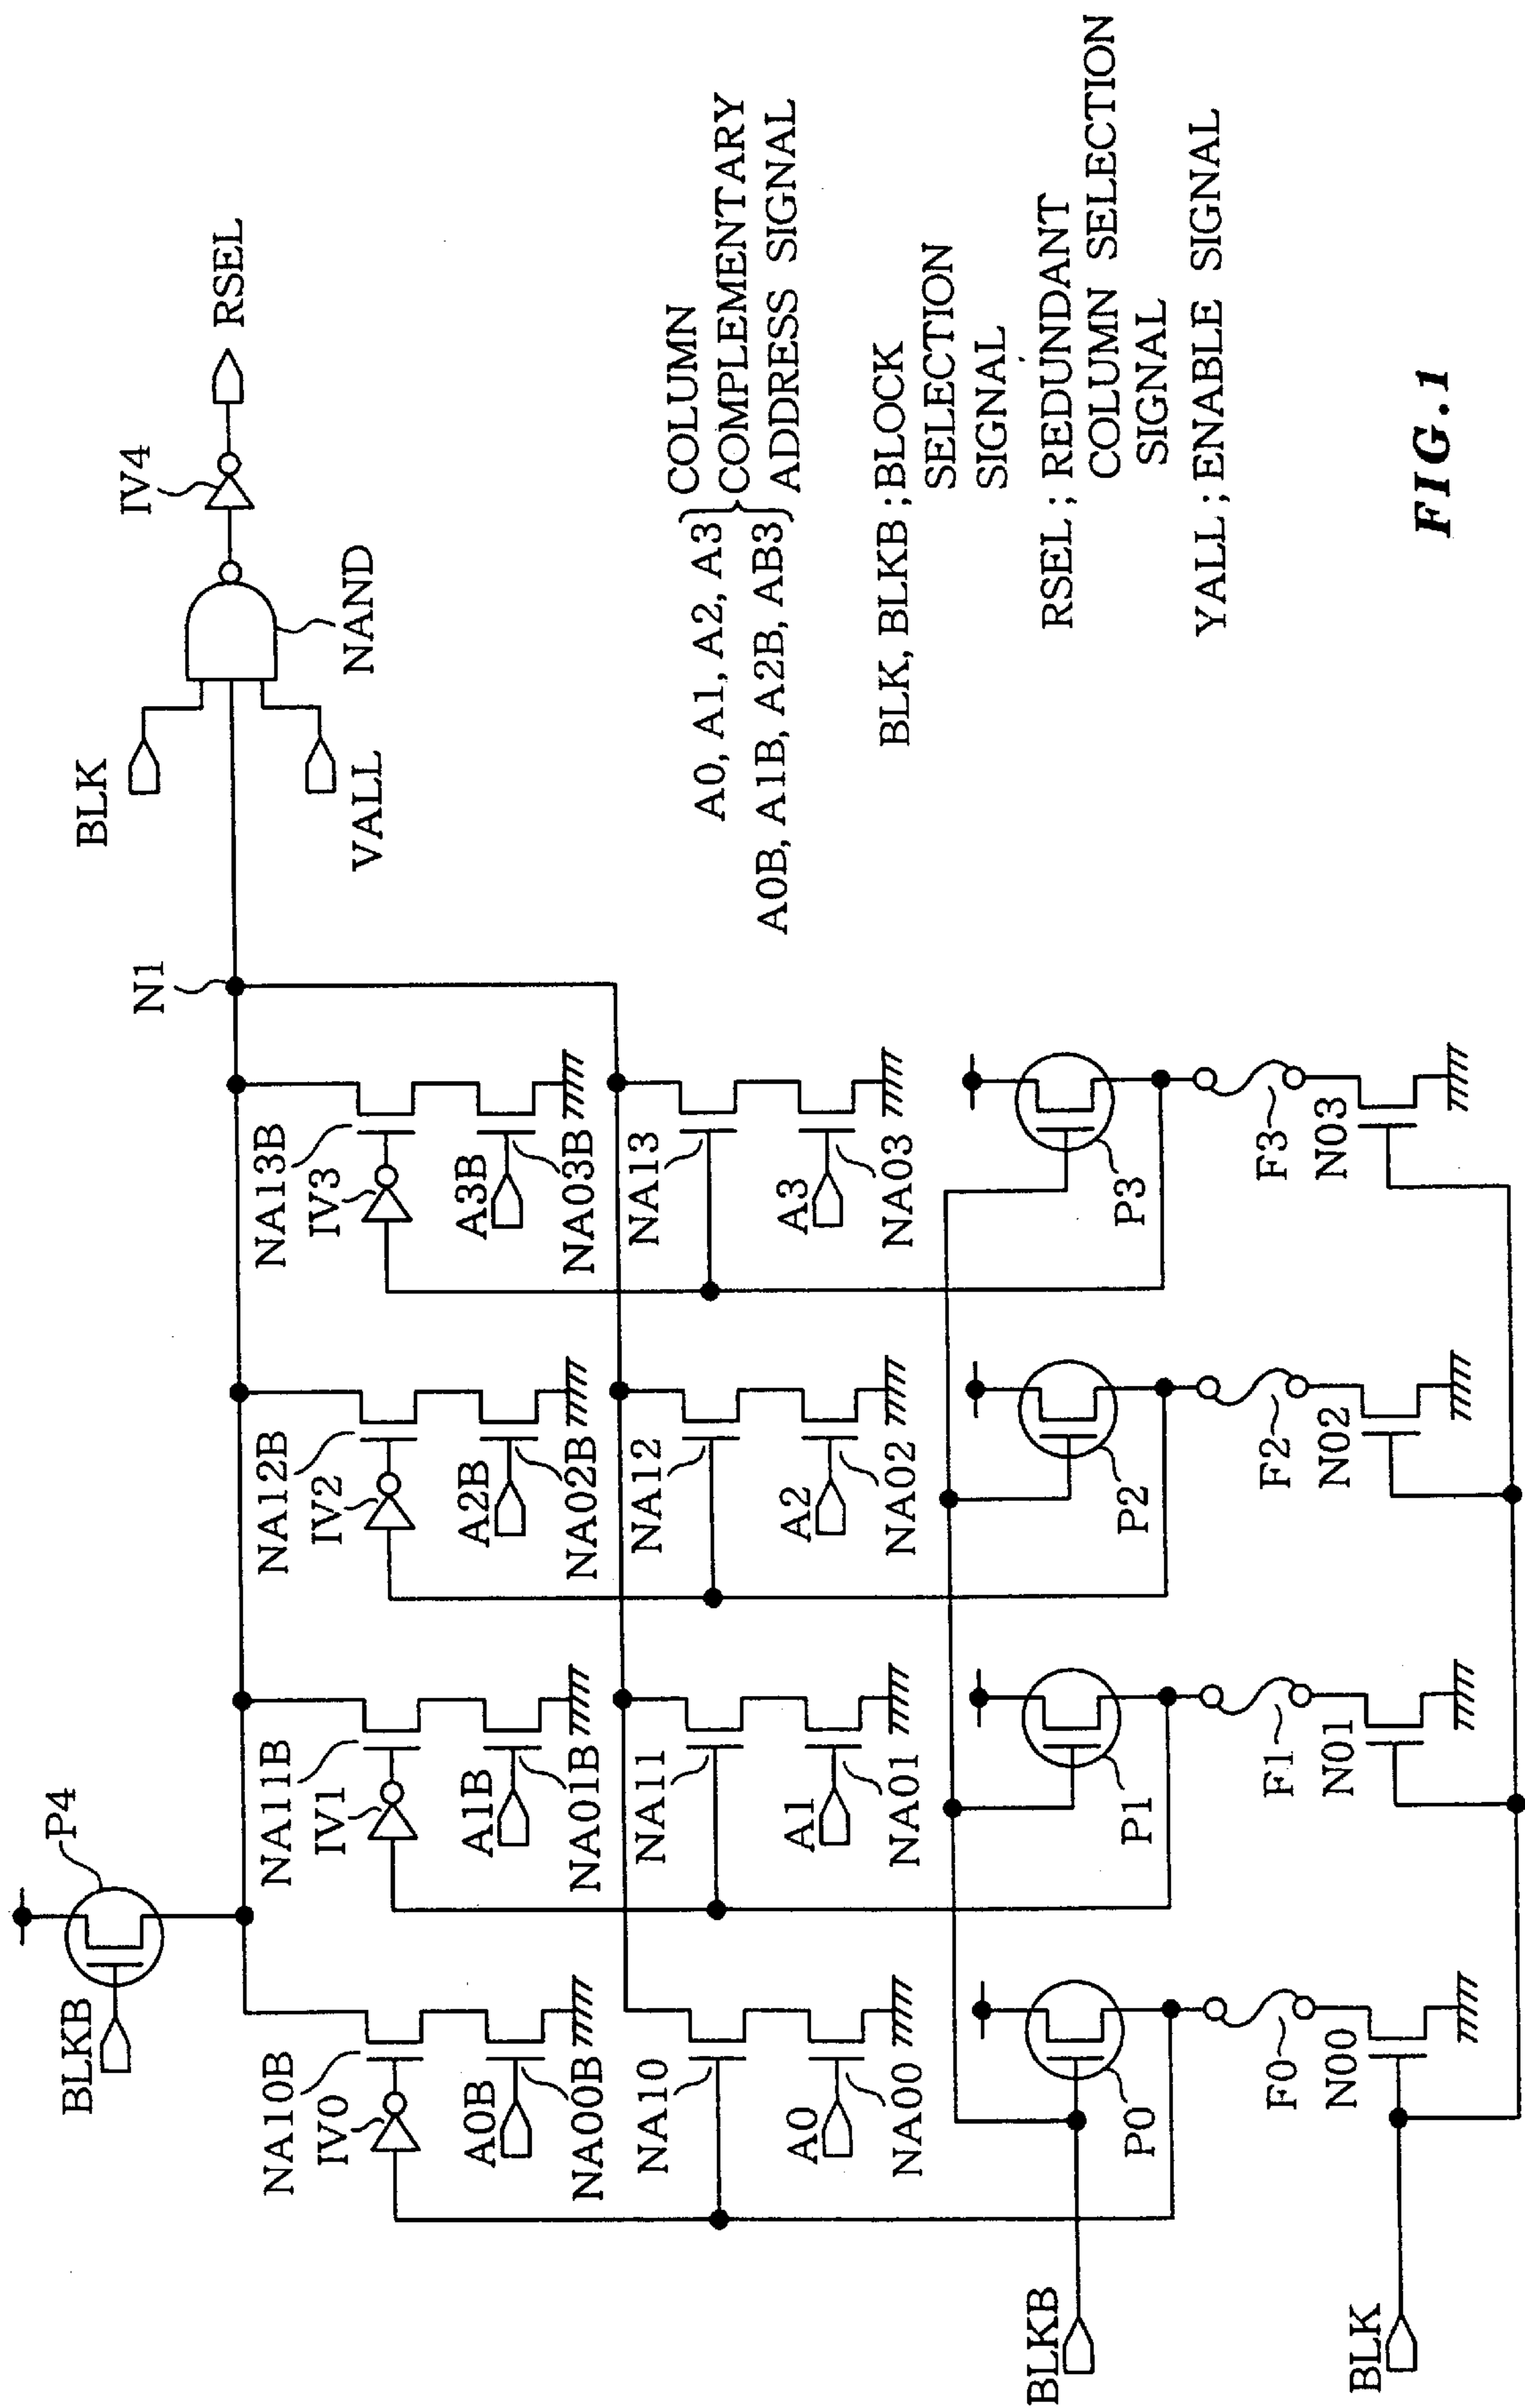 BLKB
P4
N1
BLK
VALL
NAND
IV4
RSEL
NA10B
IV0
A0B
NA00B
NA11B
IV1
A1B
NA01B
NA12B
IV2
A2B
NA02B
NA13B
IV3
A3B
NA03B
NA10
A0
NA00
NA11
A1
NA01
NA12
A2
NA02
NA13
A3
NA03
BLKB
P0
P1
P2
P3
F0
F1
F2
F3
N00
N01
N02
N03
BLK
A0, A1, A2, A3
A0B, A1B, A2B, AB3
COLUMN
COMPLEMENTARY
ADDRESS SIGNAL
BLK, BLKB ; BLOCK
SELECTION
SIGNAL
RSEL ; REDUNDANT
COLUMN SELECTION
SIGNAL
YALL ; ENABLE SIGNAL
FIG.1